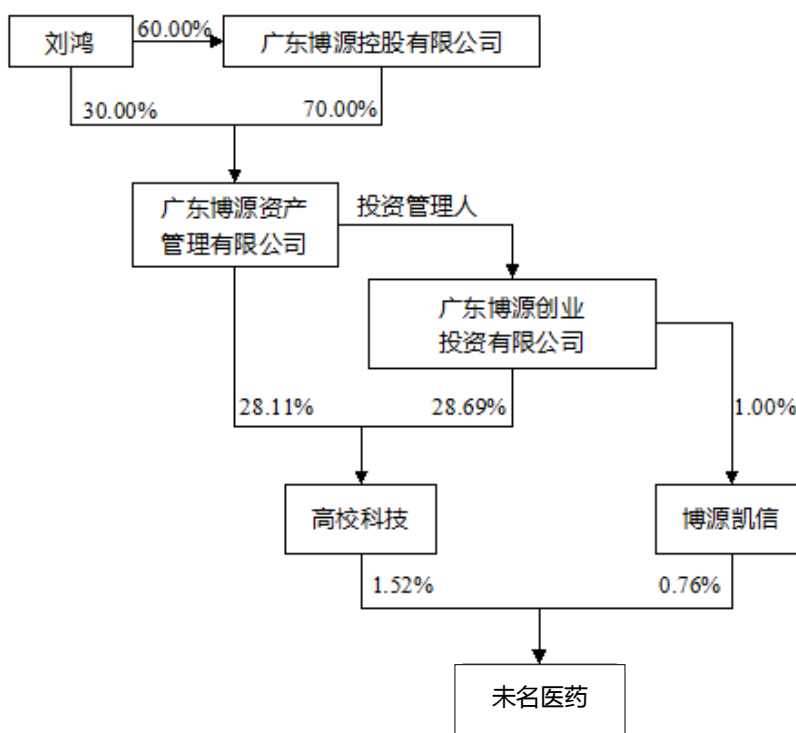 刘鸿
60.00%
广东博源控股有限公司
30.00%
70.00%
广东博源资产
管理有限公司
投资管理人
广东博源创业
投资有限公司
28.11%
28.69%
1.00%
高校科技
博源凯信
1.52%
0.76%
未名医药